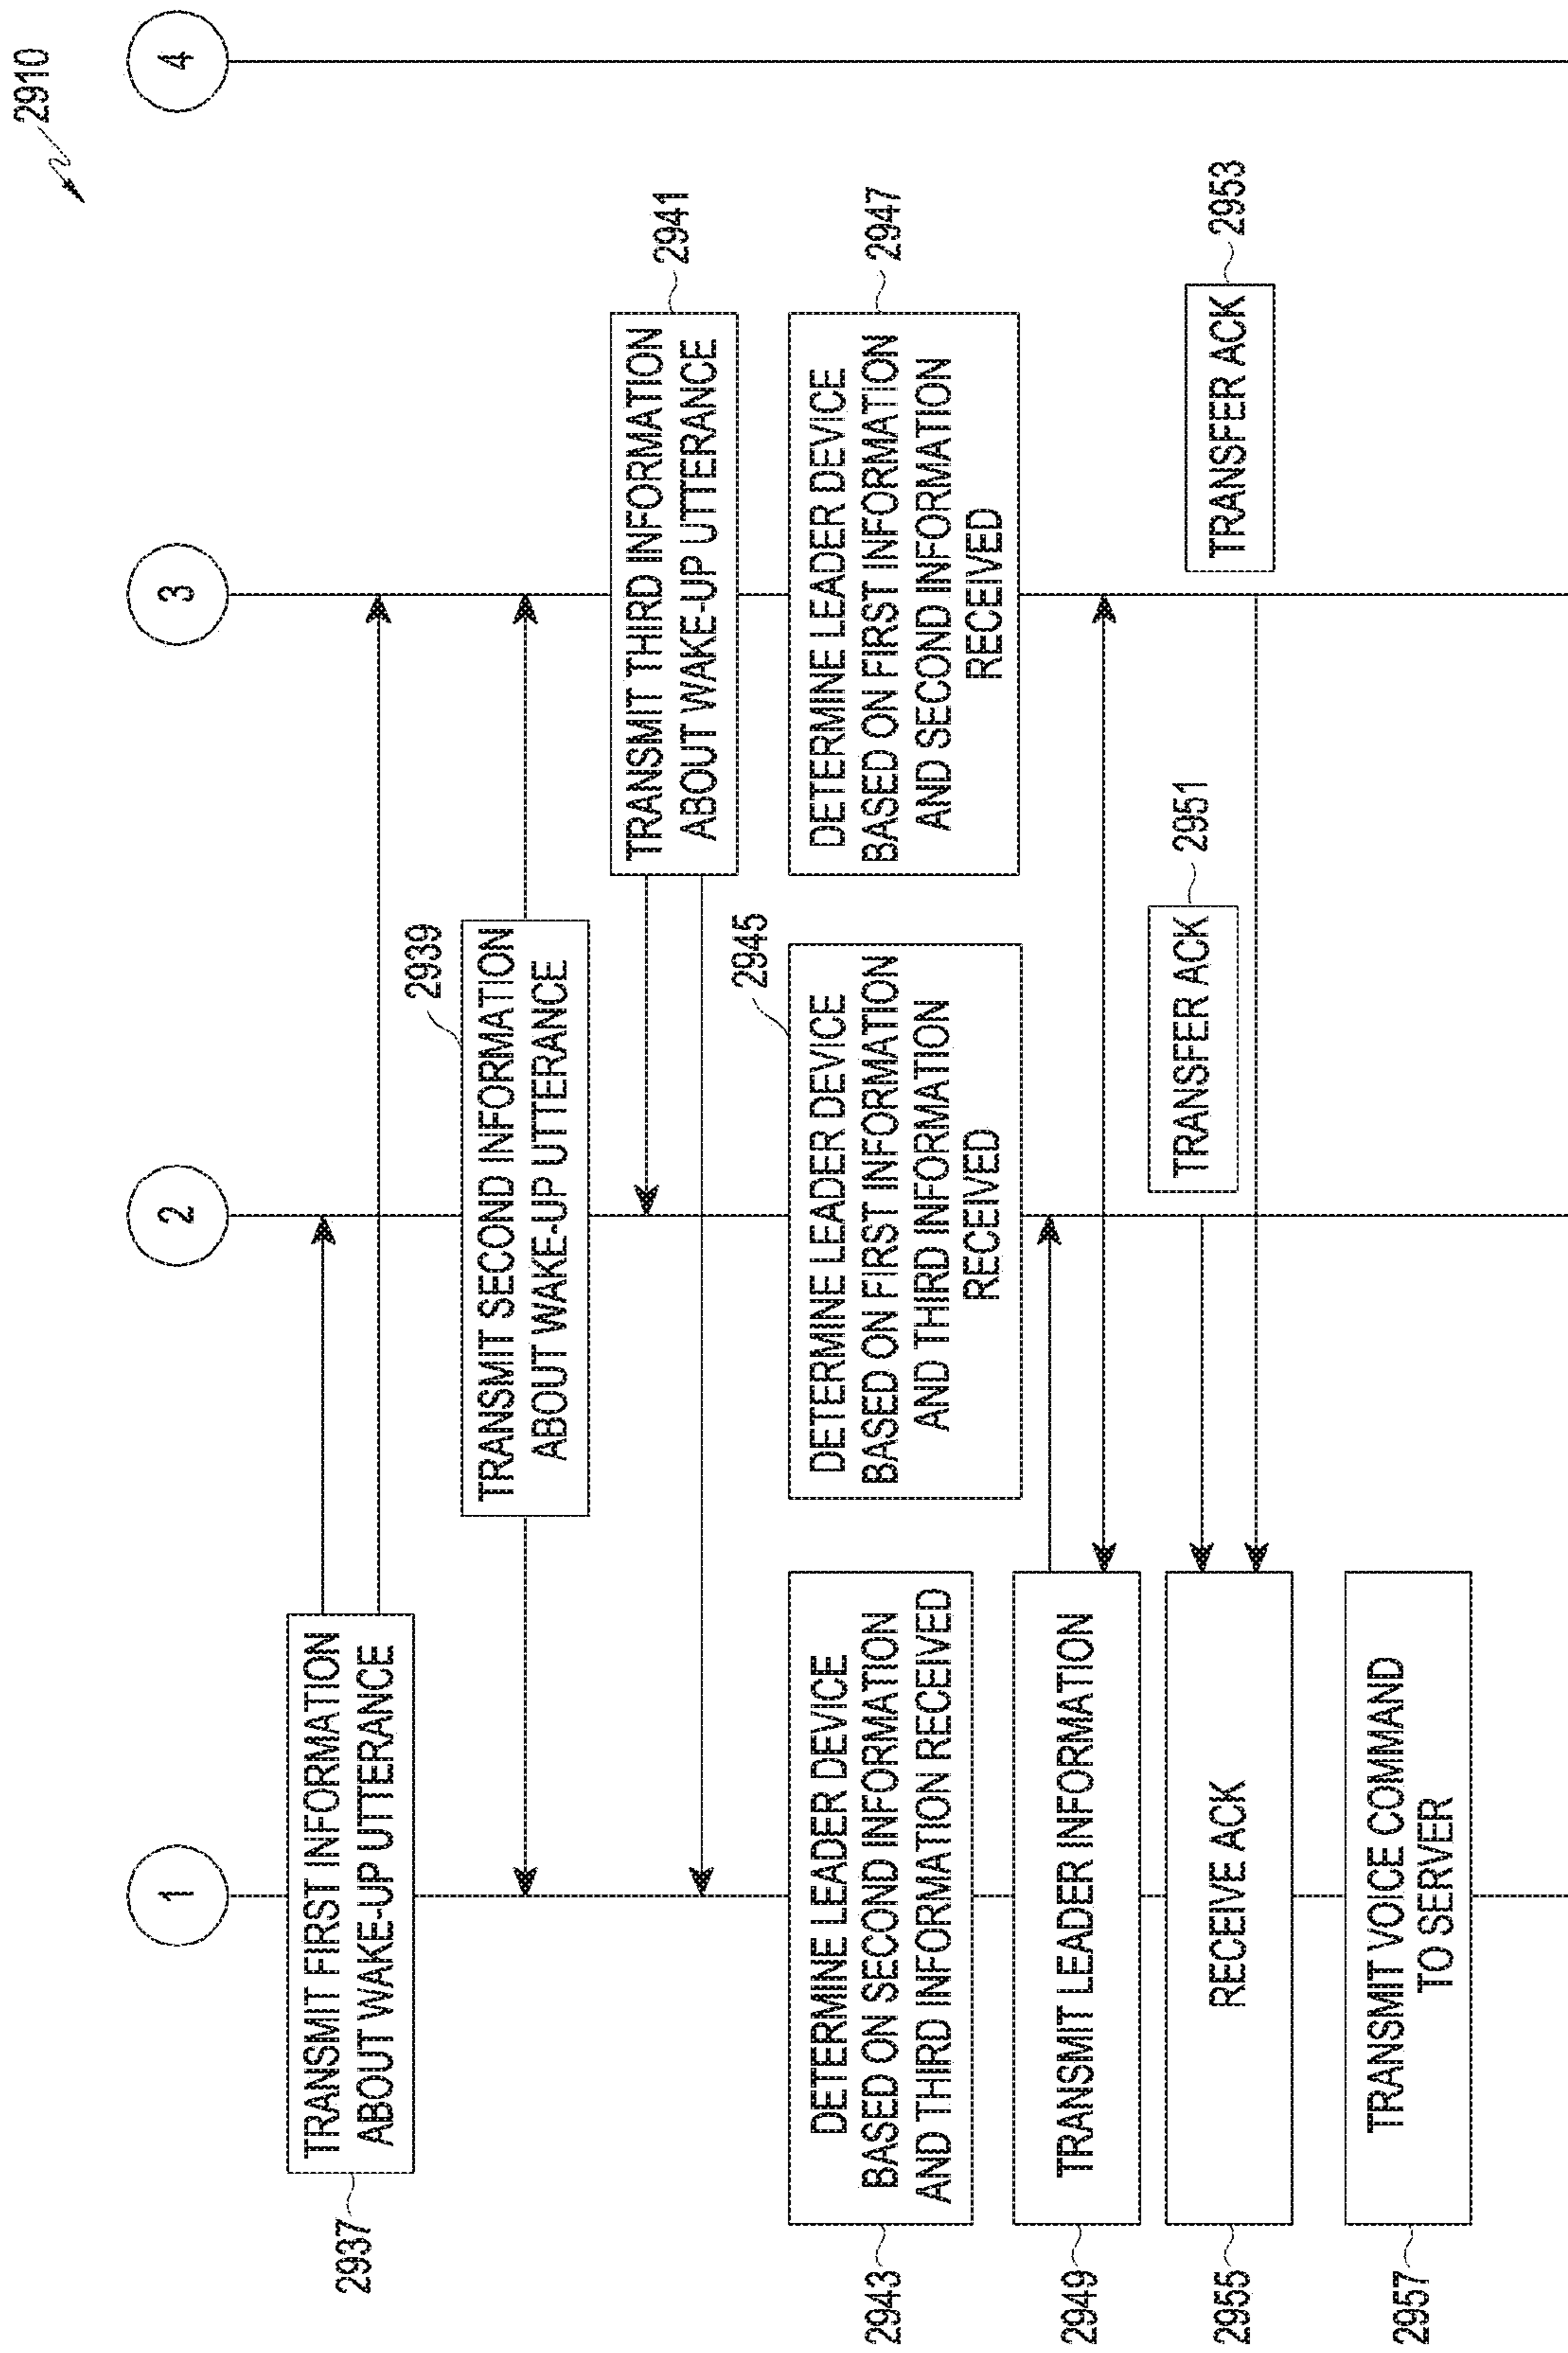 2910
1
2
3
4
2937
TRANSMIT FIRST INFORMATION
ABOUT WAKE-UP UTTERANCE
2939
TRANSMIT SECOND INFORMATION
ABOUT WAKE-UP UTTERANCE
TRANSMIT THIRD INFORMATION
ABOUT WAKE-UP UTTERANCE
2941
2943
DETERMINE LEADER DEVICE
BASED ON SECOND INFORMATION
AND THIRD INFORMATION RECEIVED
2945
DETERMINE LEADER DEVICE
BASED ON FIRST INFORMATION
AND THIRD INFORMATION
RECEIVED
DETERMINE LEADER DEVICE
BASED ON FIRST INFORMATION
AND SECOND INFORMATION
RECEIVED
2947
2949
TRANSMIT LEADER INFORMATION
TRANSFER ACK
2951
TRANSFER ACK
2953
2955
RECEIVE ACK
2957
TRANSMIT VOICE COMMAND
TO SERVER